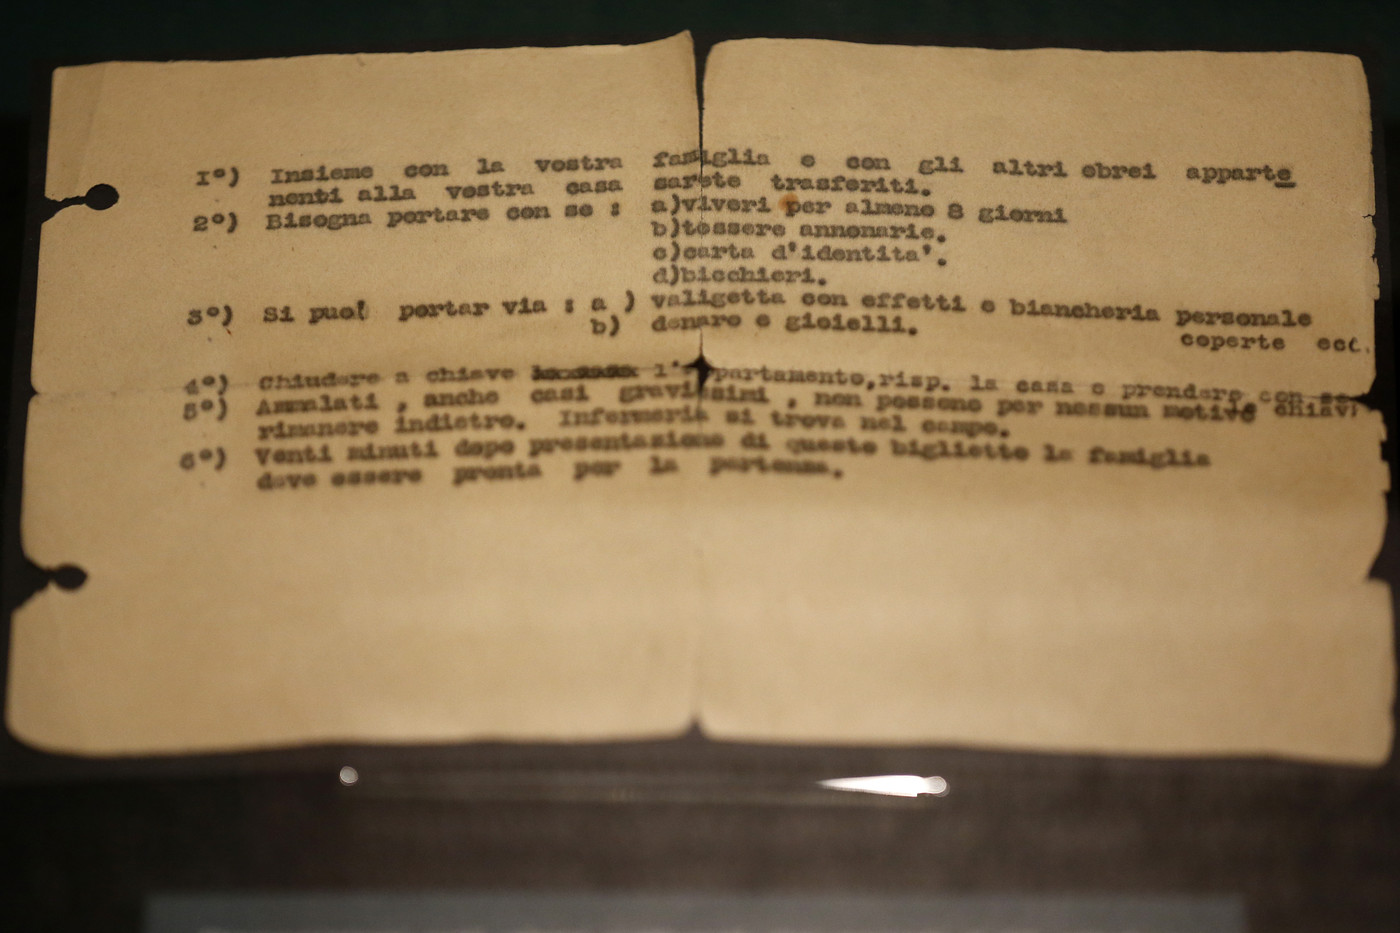 1°) Insieme con la vostra famiglia e con gli altri ebrei apparte
nenti alla vostra casa sarete trasferiti.
2°) Bisogna portare con se : a)viveri per almeno 8 giorni
b)tessere annonarie.
c)carta d'identita'.
d)bicchieri.
3°) Si puo' portar via : a ) valigetta con effetti e biancheria personale
coperte ecc.
b) denaro e gioielli.
4°) Chiudere a chiave l'appartamento,risp. la casa e prendere con se
le chiavi
5°) Ammalati , anche casi gravissimi , non possono per nessun motivo
rimanere indietro. Infermeria si trova nel campo.
6°) Venti minuti dopo presentazione di questo biglietto la famiglia
deve essere pronta per la partenza.